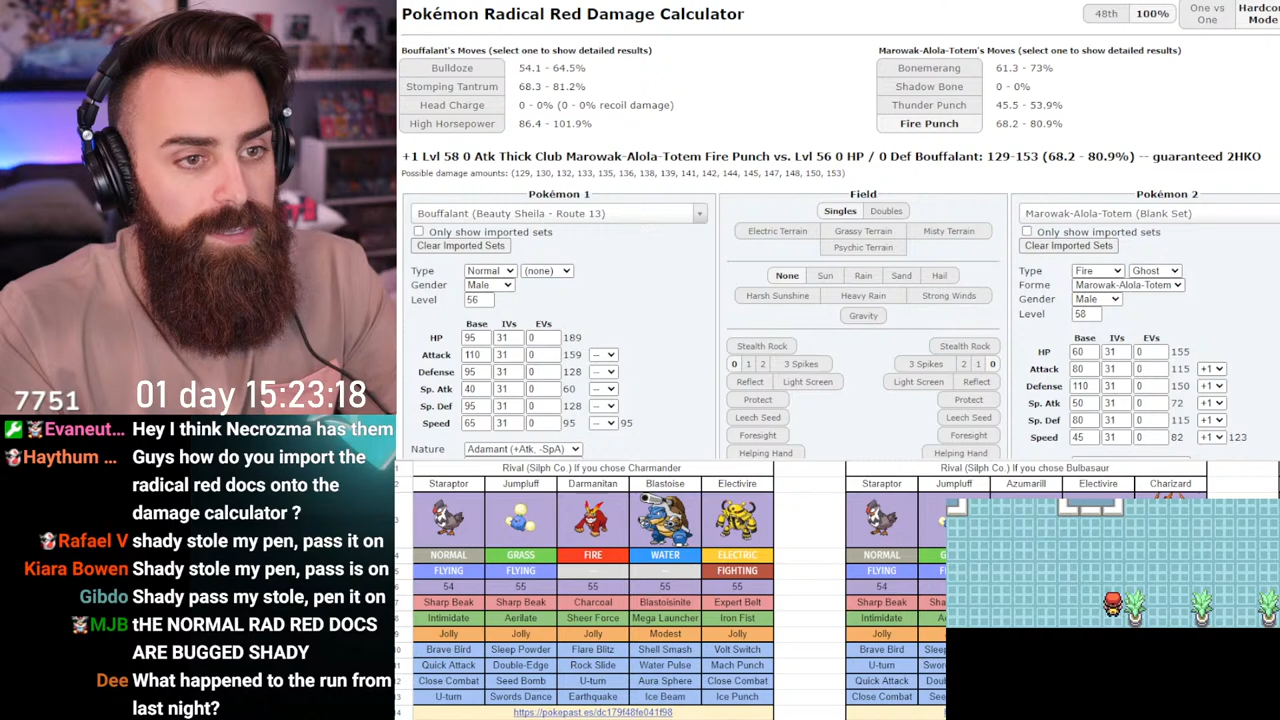 Pokémon Radical Red Damage Calculator
48th 100% One vs One Hardcore Mode
Bouffalant's Moves (select one to show detailed results)
Bulldoze 54.1 - 64.5%
Stomping Tantrum 68.3 - 81.2%
Head Charge 0 - 0% (0 - 0% recoil damage)
High Horsepower 86.4 - 101.9%
Marowak-Alola-Totem's Moves (select one to show detailed results)
Bonemerang 61.3 - 73%
Shadow Bone 0 - 0%
Thunder Punch 45.5 - 53.9%
Fire Punch 68.2 - 80.9%
+1 Lvl 58 0 Atk Thick Club Marowak-Alola-Totem Fire Punch vs. Lvl 56 0 HP / 0 Def Bouffalant: 129-153 (68.2 - 80.9%) -- guaranteed 2HKO
Possible damage amounts: (129, 130, 132, 133, 135, 136, 138, 139, 141, 142, 144, 145, 147, 148, 150, 153)
Pokémon 1
Bouffalant (Beauty Sheila - Route 13)
Only show imported sets
Clear Imported Sets
Type Normal (none)
Gender Male
Level 56
Base IVs EVs
HP 95 31 0 189
Attack 110 31 0 159 --
Defense 95 31 0 128 --
Sp. Atk 40 31 0 60 --
Sp. Def 95 31 0 128 --
Speed 65 31 0 95 -- 95
Nature Adamant (+Atk, -SpA)
Field
Singles Doubles
Electric Terrain Grassy Terrain Misty Terrain
Psychic Terrain
None Sun Rain Sand Hail
Harsh Sunshine Heavy Rain Strong Winds
Gravity
Stealth Rock Stealth Rock
0 1 2 3 Spikes 3 Spikes 2 1 0
Reflect Light Screen Light Screen Reflect
Protect Protect
Leech Seed Leech Seed
Foresight Foresight
Helping Hand Helping Hand
Pokémon 2
Marowak-Alola-Totem (Blank Set)
Only show imported sets
Clear Imported Sets
Type Fire Ghost
Forme Marowak-Alola-Totem
Gender Male
Level 58
Base IVs EVs
HP 60 31 0 155
Attack 80 31 0 115 +1
Defense 110 31 0 150 +1
Sp. Atk 50 31 0 72 +1
Sp. Def 80 31 0 115 +1
Speed 45 31 0 82 +1 123
7751 01 day 15:23:18
Evaneut… Hey I think Necrozma has them
Haythum … Guys how do you import the
radical red docs onto the
damage calculator ?
Rafael V shady stole my pen, pass it on
Kiara Bowen Shady stole my pen, pass is on
Gibdo Shady pass my stole, pen it on
MJB tHE NORMAL RAD RED DOCS
ARE BUGGED SHADY
Dee What happened to the run from
last night?
Rival (Silph Co.) If you chose Charmander
Staraptor Jumpluff Darmanitan Blastoise Electivire
NORMAL GRASS FIRE WATER ELECTRIC
FLYING FLYING --- --- FIGHTING
54 55 55 55 55
Sharp Beak Sharp Beak Charcoal Blastoisinite Expert Belt
Intimidate Aerilate Sheer Force Mega Launcher Iron Fist
Jolly Jolly Jolly Modest Jolly
Brave Bird Sleep Powder Flare Blitz Shell Smash Volt Switch
Quick Attack Double-Edge Rock Slide Water Pulse Mach Punch
Close Combat Seed Bomb U-turn Aura Sphere Close Combat
U-turn Swords Dance Earthquake Ice Beam Ice Punch
https://pokepast.es/dc179f48fe041f98
Rival (Silph Co.) If you chose Bulbasaur
Staraptor Jumpluff Azumarill Electivire Charizard
NORMAL
FLYING
54
Sharp Beak
Intimidate
Jolly
Brave Bird
U-turn
Quick Attack
Close Combat